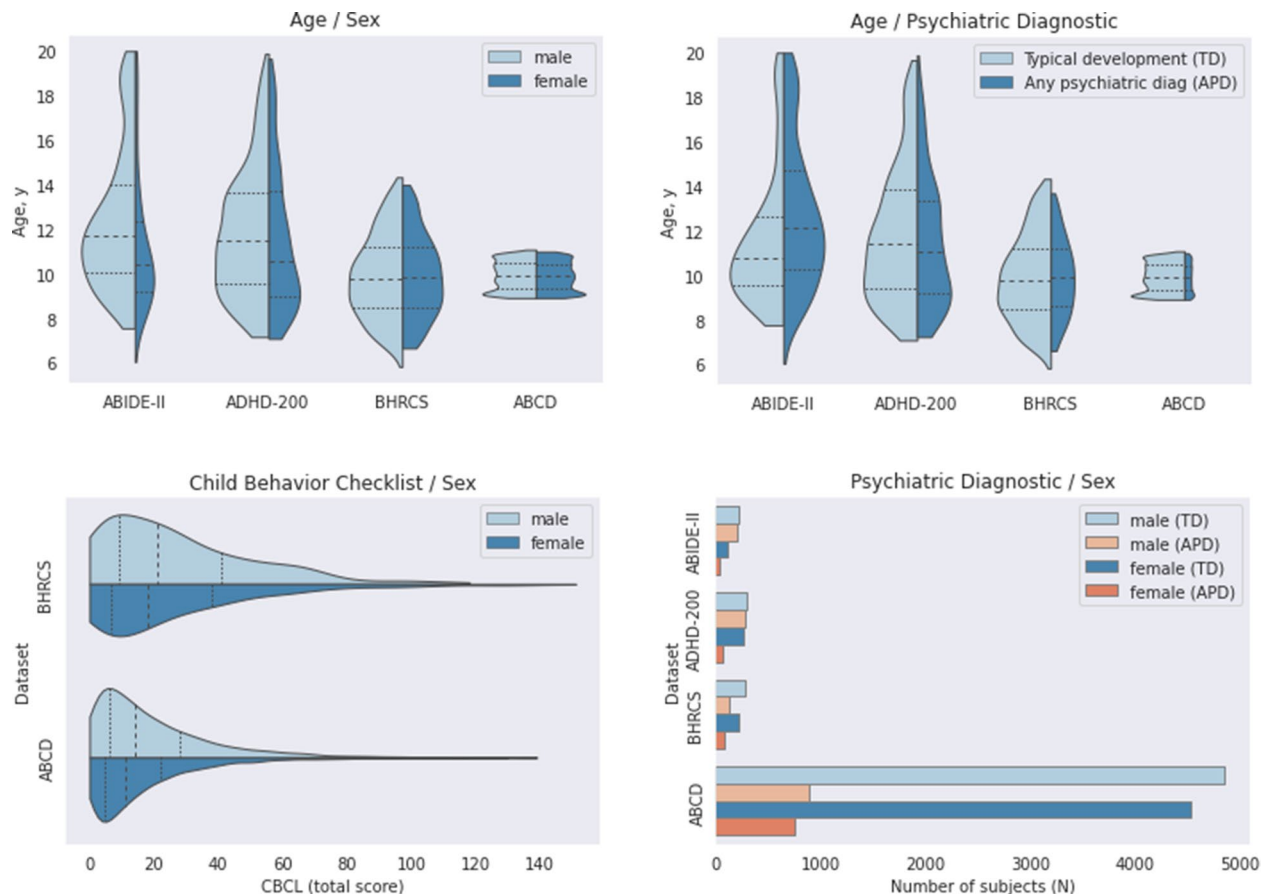 Age / Sex
20
18
16
14
12
10
8
6
Age, y
male
female
ABIDE-II ADHD-200 BHRCS ABCD
Age / Psychiatric Diagnostic
20
18
16
14
12
10
8
6
Age, y
Typical development (TD)
Any psychiatric diag (APD)
ABIDE-II ADHD-200 BHRCS ABCD
Child Behavior Checklist / Sex
male
female
Dataset
BHRCS
ABCD
0 20 40 60 80 100 120 140
CBCL (total score)
Psychiatric Diagnostic / Sex
male (TD)
male (APD)
female (TD)
female (APD)
Dataset
ABIDE-II
ADHD-200
BHRCS
ABCD
0 1000 2000 3000 4000 5000
Number of subjects (N)